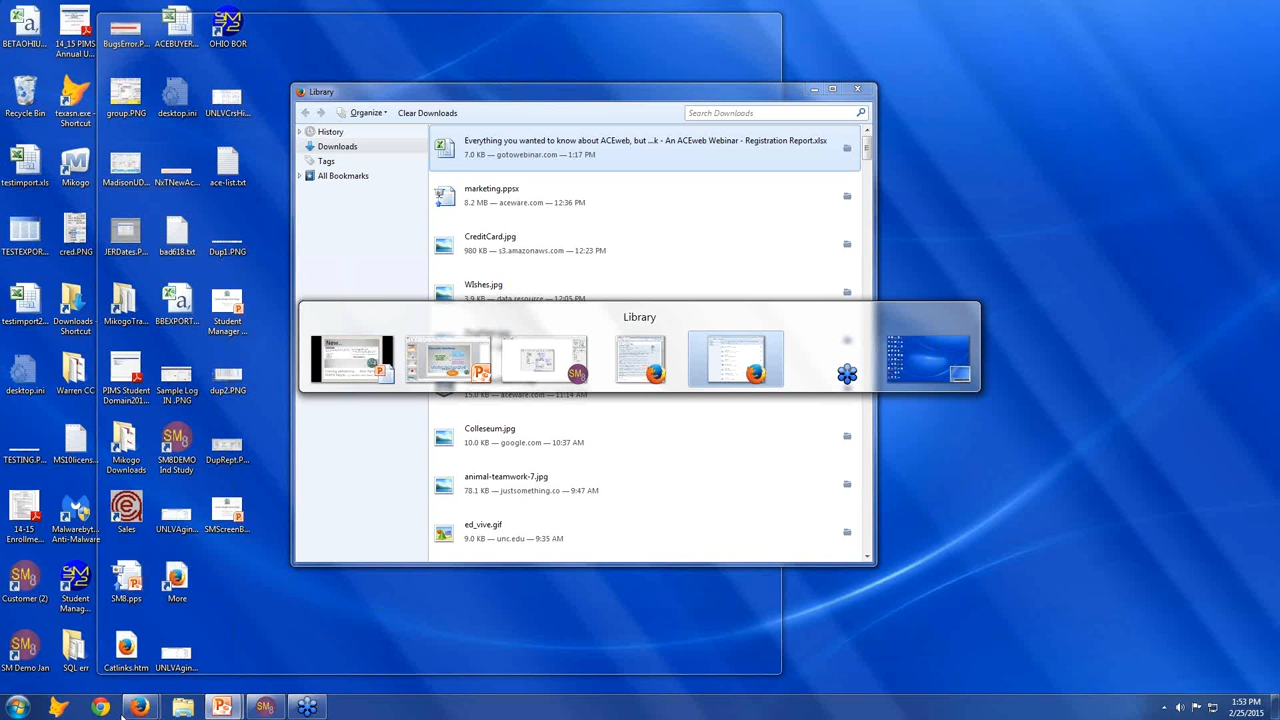 BETAOHIU...
14_15 PIMS
Annual U...
BugsError.P...
ACEBUYER...
OHIO BOR
Recycle Bin
texasn.exe -
Shortcut
group.PNG
desktop.ini
UNLVCrsHi...
testimport.xls
Mikogo
MadisonUD...
NxTNewAc...
ace-list.txt
TESTEXPOR...
cred.PNG
JERDates.P...
bad618.txt
Dup1.PNG
testimport2...
Downloads -
Shortcut
MikogoTra...
BBEXPORT...
Student
Manager ...
desktop.ini
Warren CC
PIMS Student
Domain201...
Sample Log
IN .PNG
dup2.PNG
TESTING.P...
MS10licens...
Mikogo
Downloads
SM8DEMO
Ind Study
DupRept.P...
14-15
Enrollme...
Malwarebyt...
Anti-Malware
Sales
UNLVAgin...
SMScreenB...
Customer (2)
Student
Manag...
SM8.pps
More
SM Demo Jan
SQL err
Catlinks.htm
UNLVAgin...
Library
Organize
Clear Downloads
Search Downloads
History
Downloads
Tags
All Bookmarks
Everything you wanted to know about ACEweb, but ...k - An ACEweb Webinar - Registration Report.xlsx
7.0 KB — gotowebinar.com — 1:17 PM
marketing.ppsx
8.2 MB — aceware.com — 12:36 PM
CreditCard.jpg
980 KB — s3.amazonaws.com — 12:23 PM
WIshes.jpg
3.9 KB — data.resource — 12:05 PM
Library
New...
15.0 KB — aceware.com — 11:14 AM
Colleseum.jpg
10.0 KB — google.com — 10:37 AM
animal-teamwork-7.jpg
78.1 KB — justsomething.co — 9:47 AM
ed_vive.gif
9.0 KB — unc.edu — 9:35 AM
1:53 PM
2/25/2015